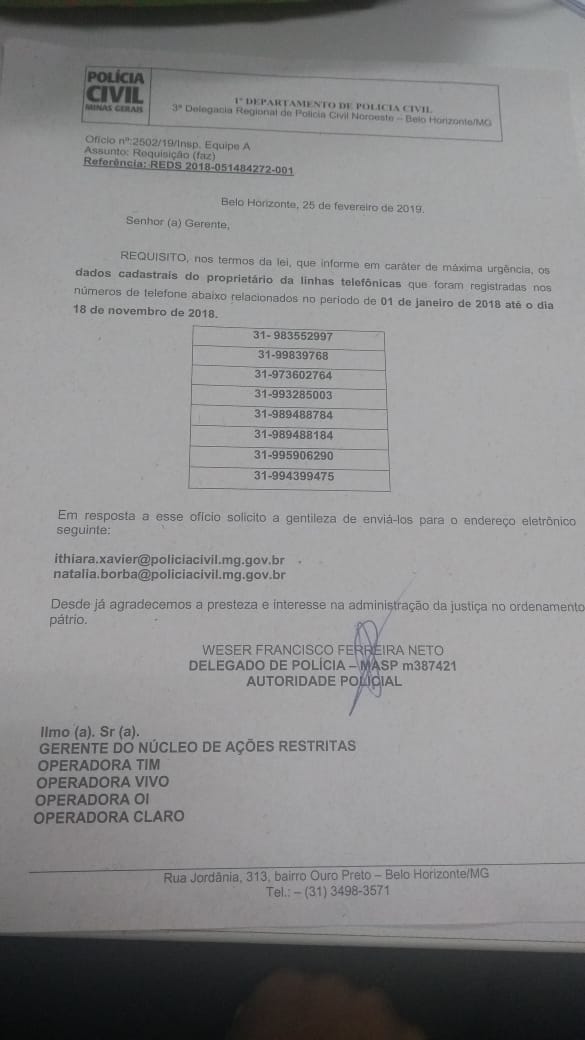 POLÍCIA
CIVIL
MINAS GERAIS
1º DEPARTAMENTO DE POLICIA CIVIL
3ª Delegacia Regional de Policia Civil Noroeste – Belo Horizonte/MG
Ofício nº:2502/19/Insp. Equipe A
Assunto: Requisição (faz)
Referência: REDS 2018-051484272-001
Belo Horizonte, 25 de fevereiro de 2019.
Senhor (a) Gerente,
REQUISITO, nos termos da lei, que informe em caráter de máxima urgência, os
dados cadastrais do proprietário da linhas telefônicas que foram registradas nos
números de telefone abaixo relacionados no periodo de 01 de janeiro de 2018 até o dia
18 de novembro de 2018.
31- 983552997
31-99839768
31-973602764
31-993285003
31-989488784
31-989488184
31-995906290
31-994399475
Em resposta a esse ofício solicito a gentileza de enviá-los para o endereço eletrônico
seguinte:
ithiara.xavier@policiacivil.mg.gov.br
natalia.borba@policiacivil.mg.gov.br
Desde já agradecemos a presteza e interesse na administração da justiça no ordenamento
pátrio.
WESER FRANCISCO FERREIRA NETO
DELEGADO DE POLÍCIA – MASP m387421
AUTORIDADE POLICIAL
Ilmo (a). Sr (a).
GERENTE DO NÚCLEO DE AÇÕES RESTRITAS
OPERADORA TIM
OPERADORA VIVO
OPERADORA OI
OPERADORA CLARO
Rua Jordânia, 313, bairro Ouro Preto – Belo Horizonte/MG
Tel.: – (31) 3498-3571